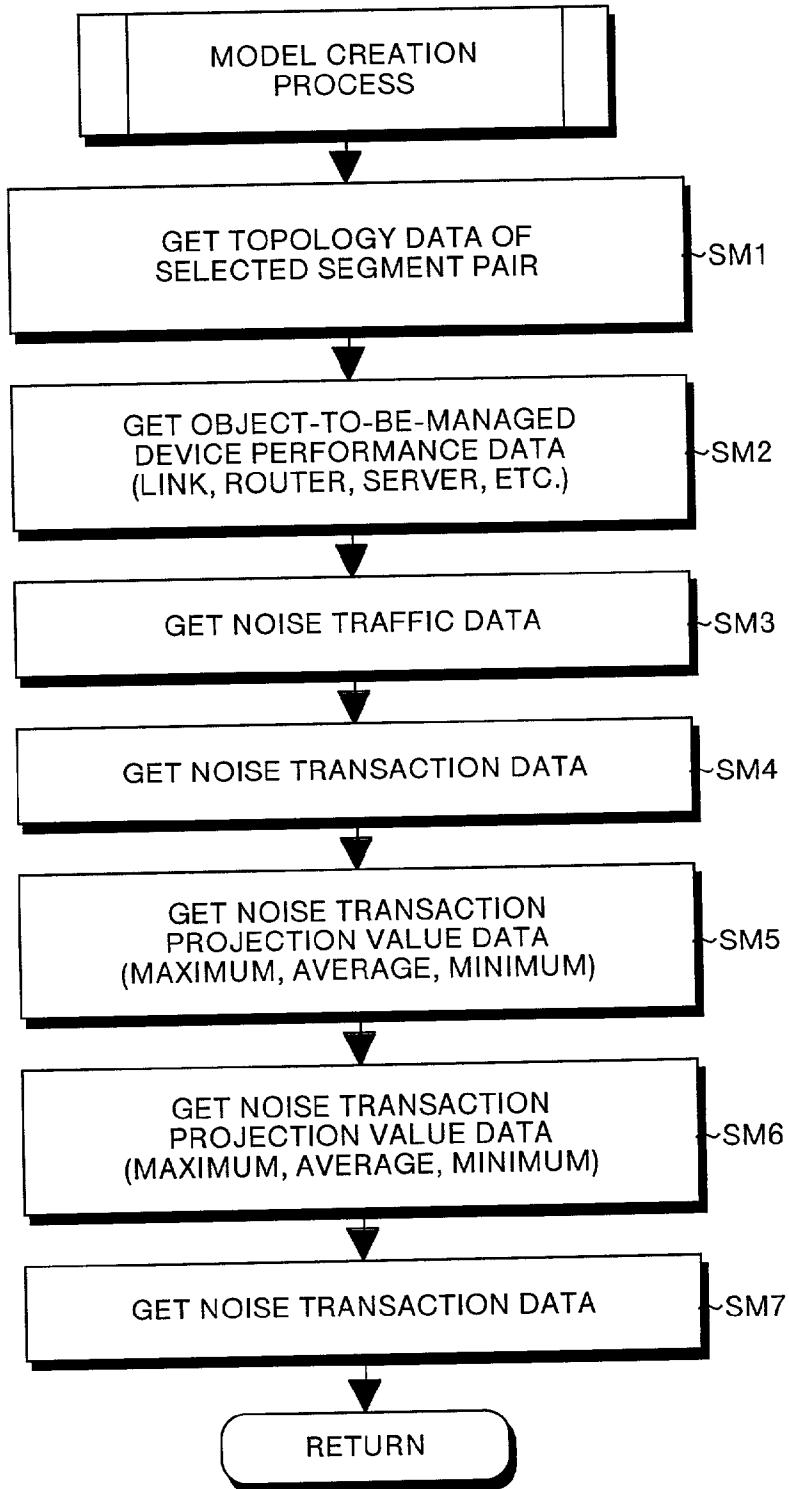 MODEL CREATION
PROCESS
GET TOPOLOGY DATA OF
SELECTED SEGMENT PAIR
SM1
GET OBJECT-TO-BE-MANAGED
DEVICE PERFORMANCE DATA
(LINK, ROUTER, SERVER, ETC.)
SM2
GET NOISE TRAFFIC DATA
SM3
GET NOISE TRANSACTION DATA
SM4
GET NOISE TRANSACTION
PROJECTION VALUE DATA
(MAXIMUM, AVERAGE, MINIMUM)
SM5
GET NOISE TRANSACTION
PROJECTION VALUE DATA
(MAXIMUM, AVERAGE, MINIMUM)
SM6
GET NOISE TRANSACTION DATA
SM7
RETURN